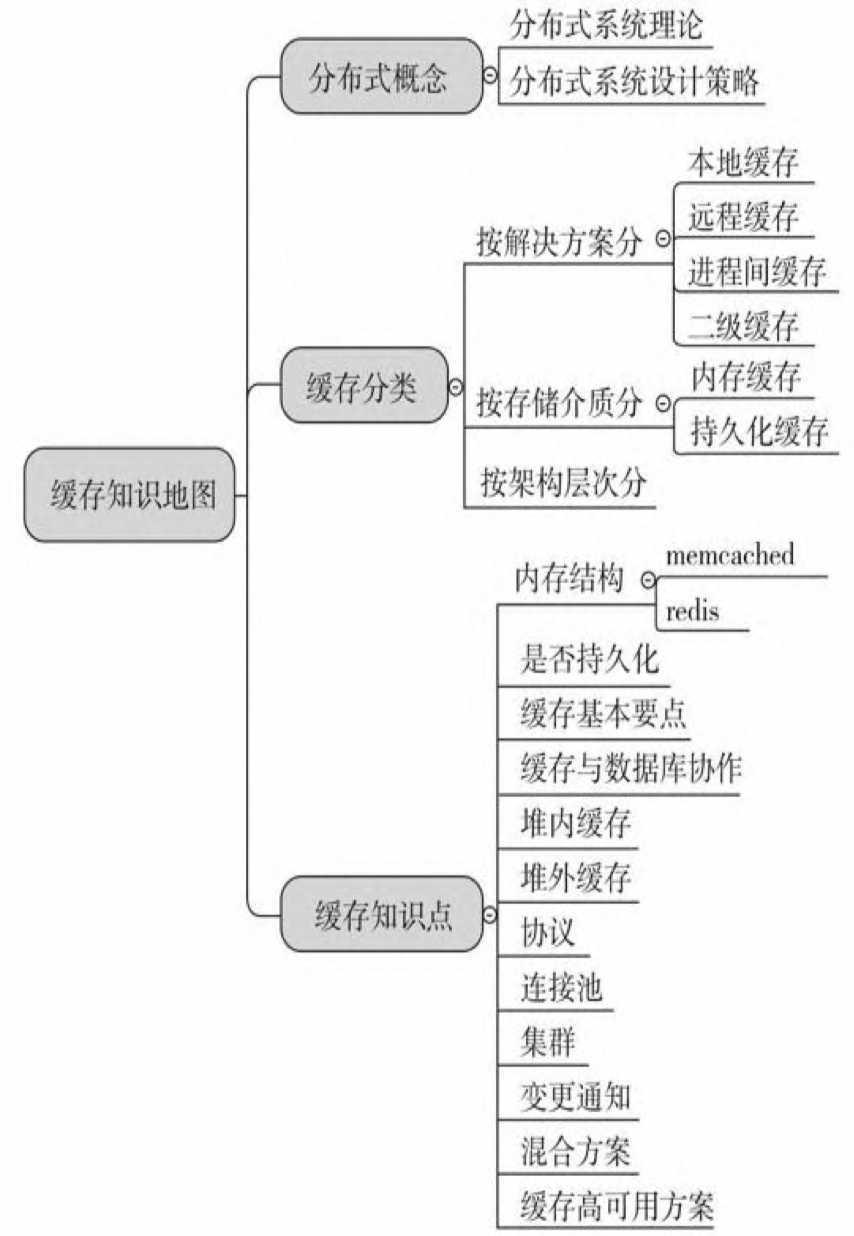 缓存知识地图
分布式概念
分布式系统理论
分布式系统设计策略
缓存分类
按解决方案分
本地缓存
远程缓存
进程间缓存
二级缓存
按存储介质分
内存缓存
持久化缓存
按架构层次分
缓存知识点
内存结构
memcached
redis
是否持久化
缓存基本要点
缓存与数据库协作
堆内缓存
堆外缓存
协议
连接池
集群
变更通知
混合方案
缓存高可用方案